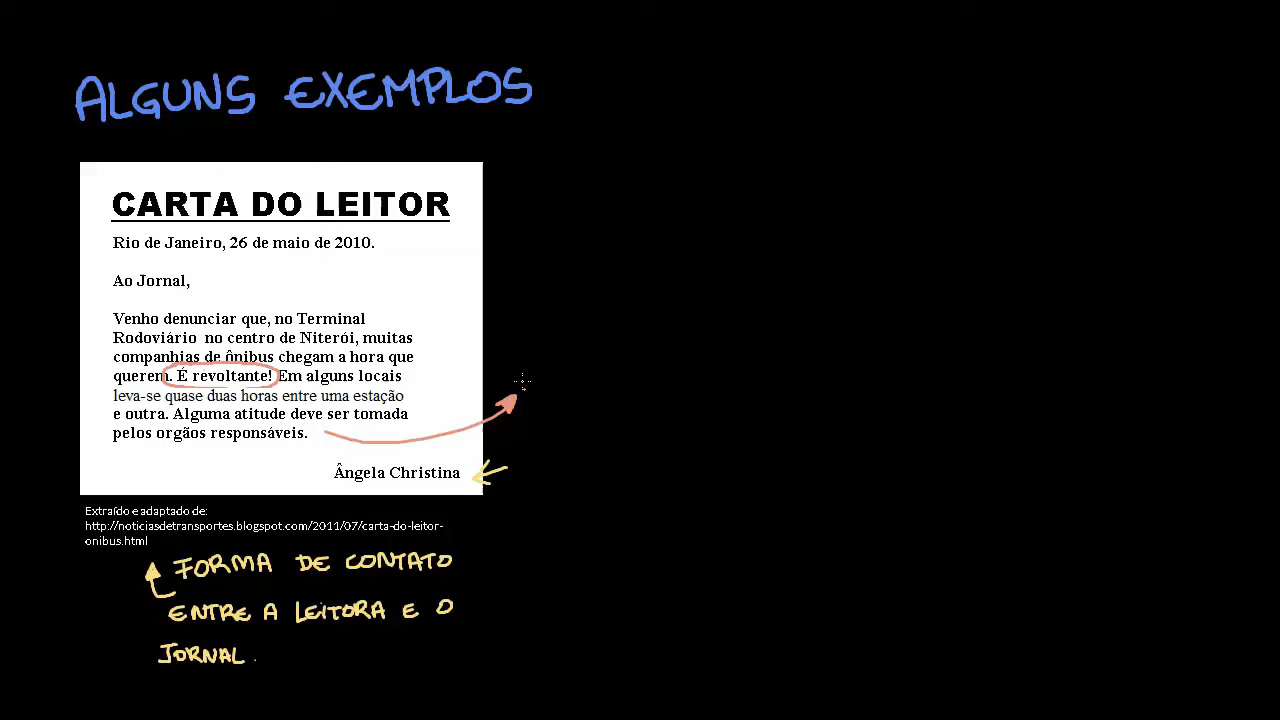 ALGUNS EXEMPLOS
CARTA DO LEITOR
Rio de Janeiro, 26 de maio de 2010.
Ao Jornal,
Venho denunciar que, no Terminal
Rodoviário no centro de Niterói, muitas
companhias de ônibus chegam a hora que
querem. É revoltante! Em alguns locais
leva-se quase duas horas entre uma estação
e outra. Alguma atitude deve ser tomada
pelos orgãos responsáveis.
Ângela Christina
Extraído e adaptado de:
http://noticiasdetransportes.blogspot.com/2011/07/carta-do-leitor-
onibus.html
FORMA DE CONTATO
ENTRE A LEITORA E O
JORNAL.